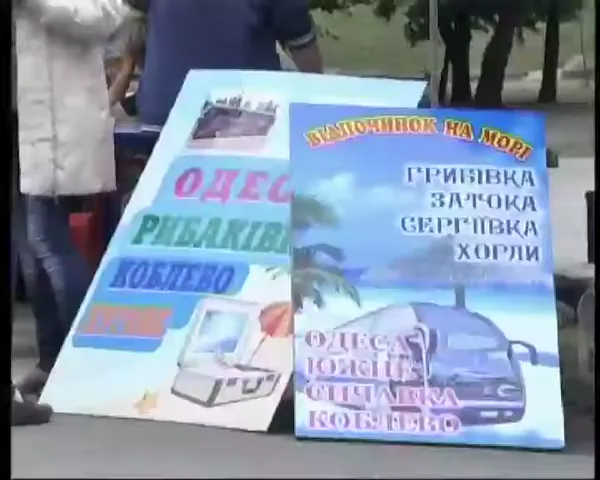 ОДЕС
РИБАКІВ
КОБЛЕВО
ВІДПОЧИНОК НА МОРІ
ГРИБІВКА
ЗАТОКА
СЕРГІЇВКА
ХОРЛИ
ОДЕСА
ЮЖНЕ
СИЧАВКА
КОБЛЕВО